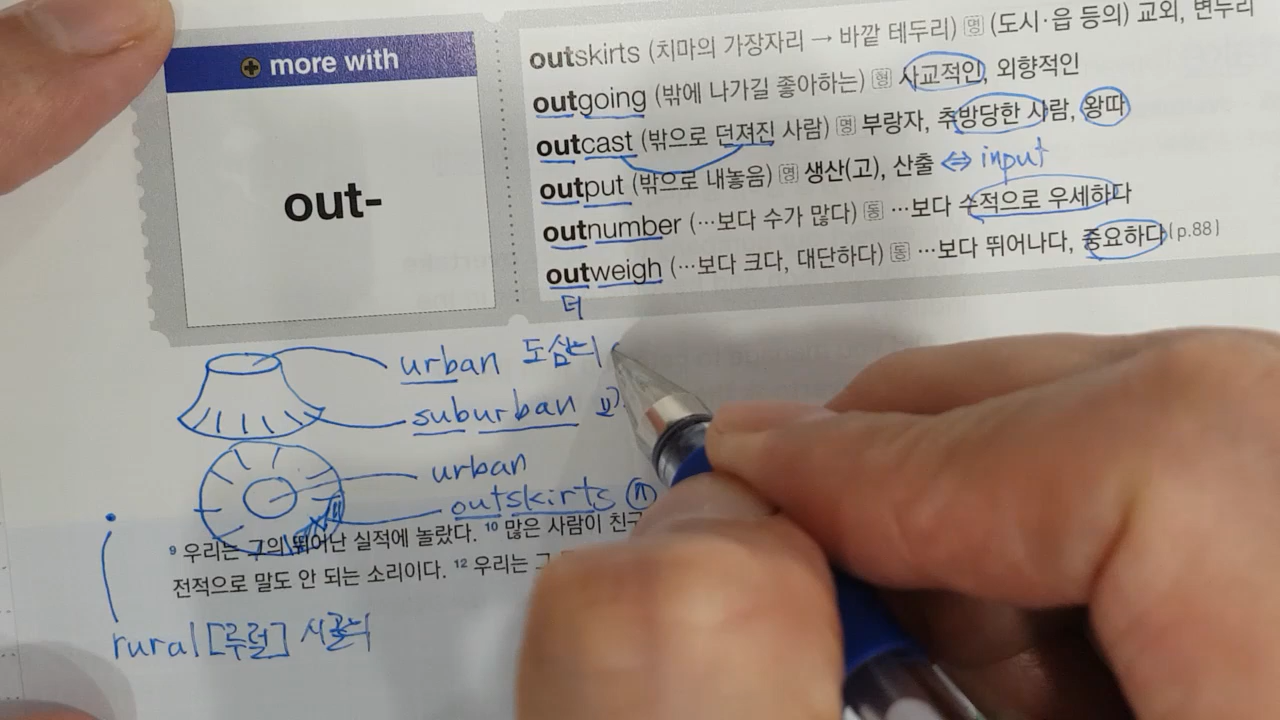 more with
out-
outskirts (치마의 가장자리 → 바깥 테두리) 명 (도시·읍 등의) 교외, 변두리
outgoing (밖에 나가길 좋아하는) 형 사교적인, 외향적인
outcast (밖으로 던져진 사람) 명 부랑자, 추방당한 사람, 왕따
output (밖으로 내놓음) 명 생산(고), 산출 ⇔ input
outnumber (…보다 수가 많다) 동 …보다 수적으로 우세하다
outweigh (…보다 크다, 대단하다) 동 …보다 뛰어나다, 중요하다 (p.88)
더
urban 도심의
suburban
urban
outskirts
9 우리는 구의 뛰어난 실적에 놀랐다. 10 많은 사람이 친구
전적으로 말도 안 되는 소리이다. 12 우리는 그
rural [루럴] 시골의